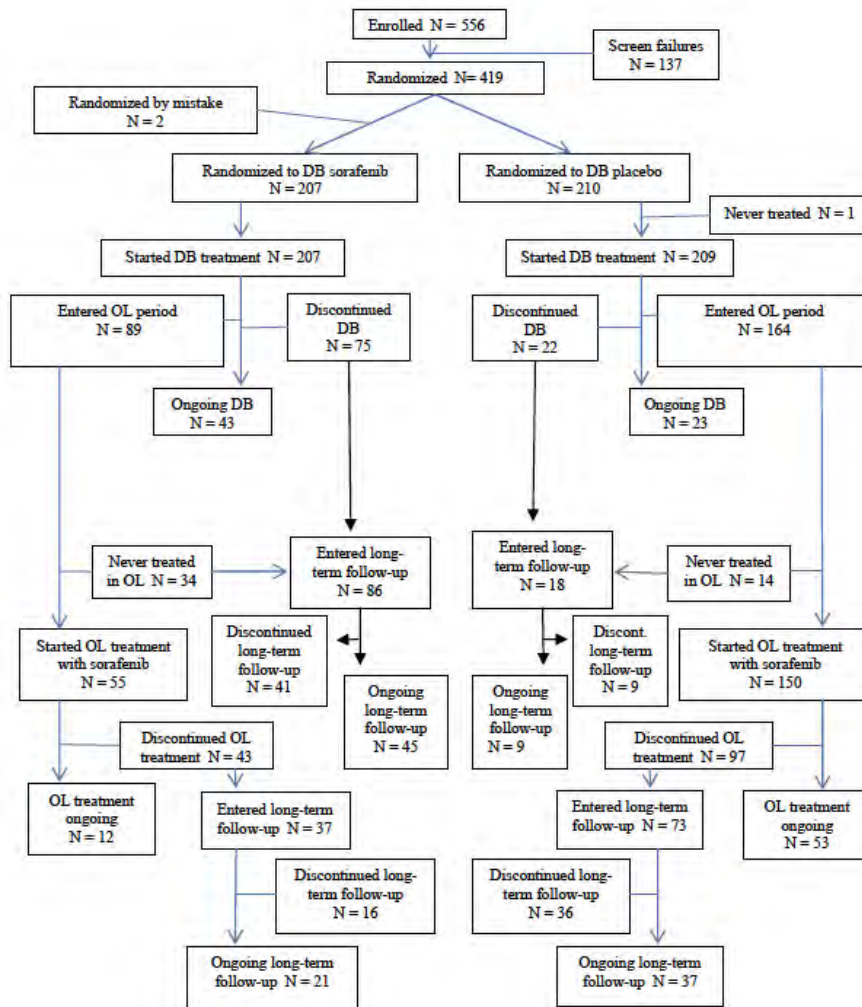 Enrolled N = 556
Screen failures
N = 137
Randomized N= 419
Randomized by mistake
N = 2
Randomized to DB sorafenib
N = 207
Randomized to DB placebo
N = 210
Never treated N = 1
Started DB treatment N = 207
Started DB treatment N = 209
Entered OL period
N = 89
Discontinued
DB
N = 75
Discontinued
DB
N = 22
Entered OL period
N = 164
Ongoing DB
N = 43
Ongoing DB
N = 23
Never treated
in OL N = 34
Entered long-
term follow-up
N = 86
Entered long-
term follow-up
N = 18
Never treated
in OL N = 14
Started OL treatment
with sorafenib
N = 55
Discontinued
long-term
follow-up
N = 41
Ongoing
long-term
follow-up
N = 45
Ongoing
long-term
follow-up
N = 9
Discont.
long-term
follow-up
N = 9
Started OL treatment
with sorafenib
N = 150
Discontinued OL
treatment N = 43
Discontinued OL
treatment N = 97
OL treatment
ongoing
N = 12
Entered long-term
follow-up N = 37
Entered long-term
follow-up N = 73
OL treatment
ongoing
N = 53
Discontinued long-
term follow-up
N = 16
Discontinued long-term
follow-up
N = 36
Ongoing long-term
follow-up N = 21
Ongoing long-term
follow-up N = 37